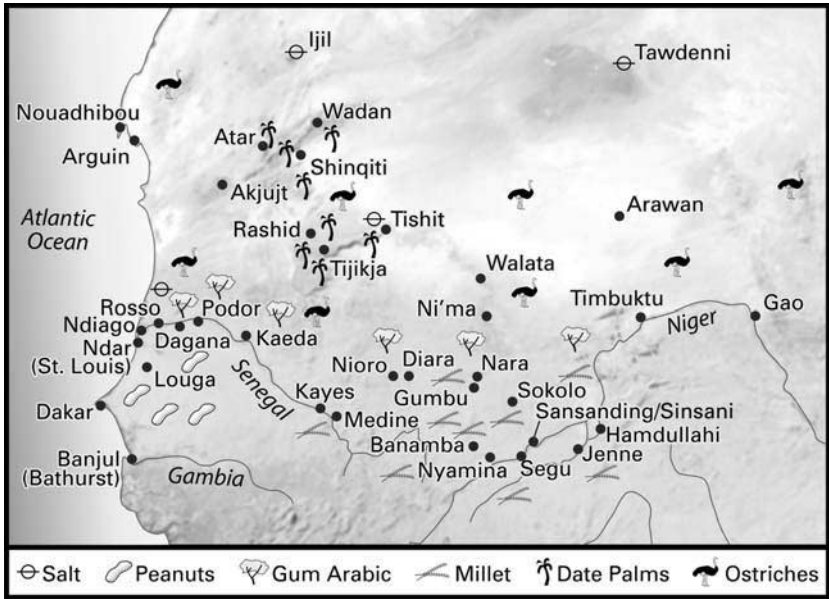 Ijil
Tawdenni
Nouadhibou
Wadan
Atar
Arguin
Shinqiti
Akjujt
Atlantic
Ocean
Rashid
Tishit
Arawan
Tijikja
Walata
Rosso
Podor
Ni'ma
Timbuktu
Gao
Ndiago
Niger
Dagana
Kaeda
Ndar
(St. Louis)
Nioro
Diara
Nara
Louga
Senegal
Gumbu
Sokolo
Kayes
Dakar
Sansanding/Sinsani
Medine
Hamdullahi
Banamba
Jenne
Banjul
(Bathurst)
Gambia
Nyamina
Segu
Salt Peanuts Gum Arabic Millet Date Palms Ostriches